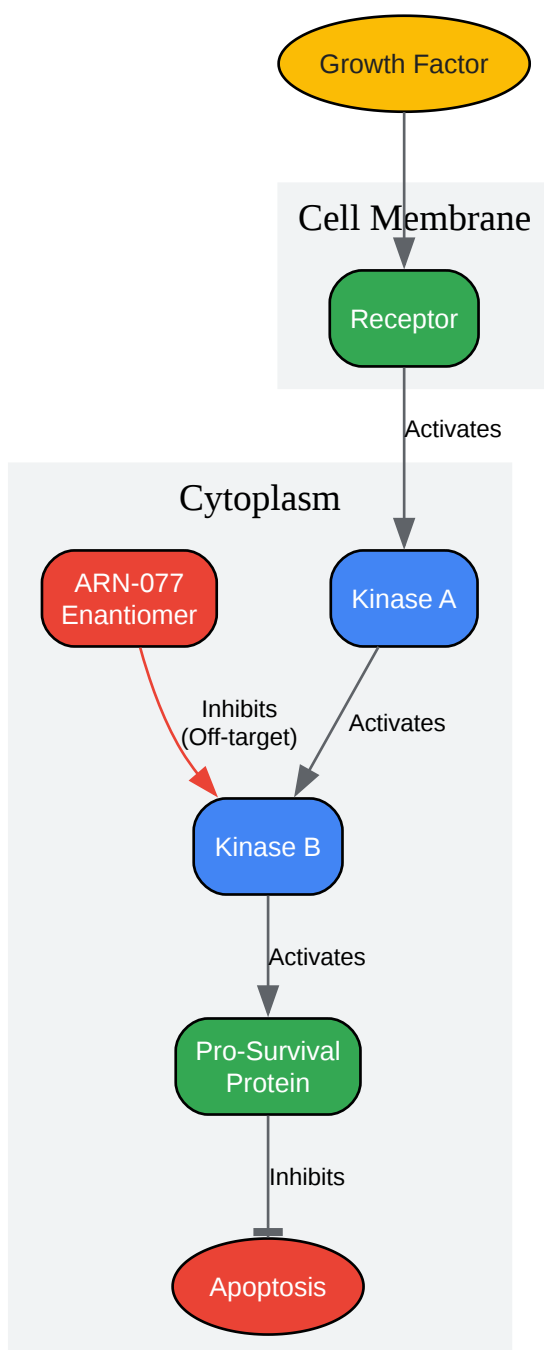 Growth Factor
Cell Membrane
Receptor
Activates
Cytoplasm
ARN-077
Enantiomer
Kinase A
Inhibits
(Off-target)
Activates
Kinase B
Activates
Pro-Survival
Protein
Inhibits
Apoptosis